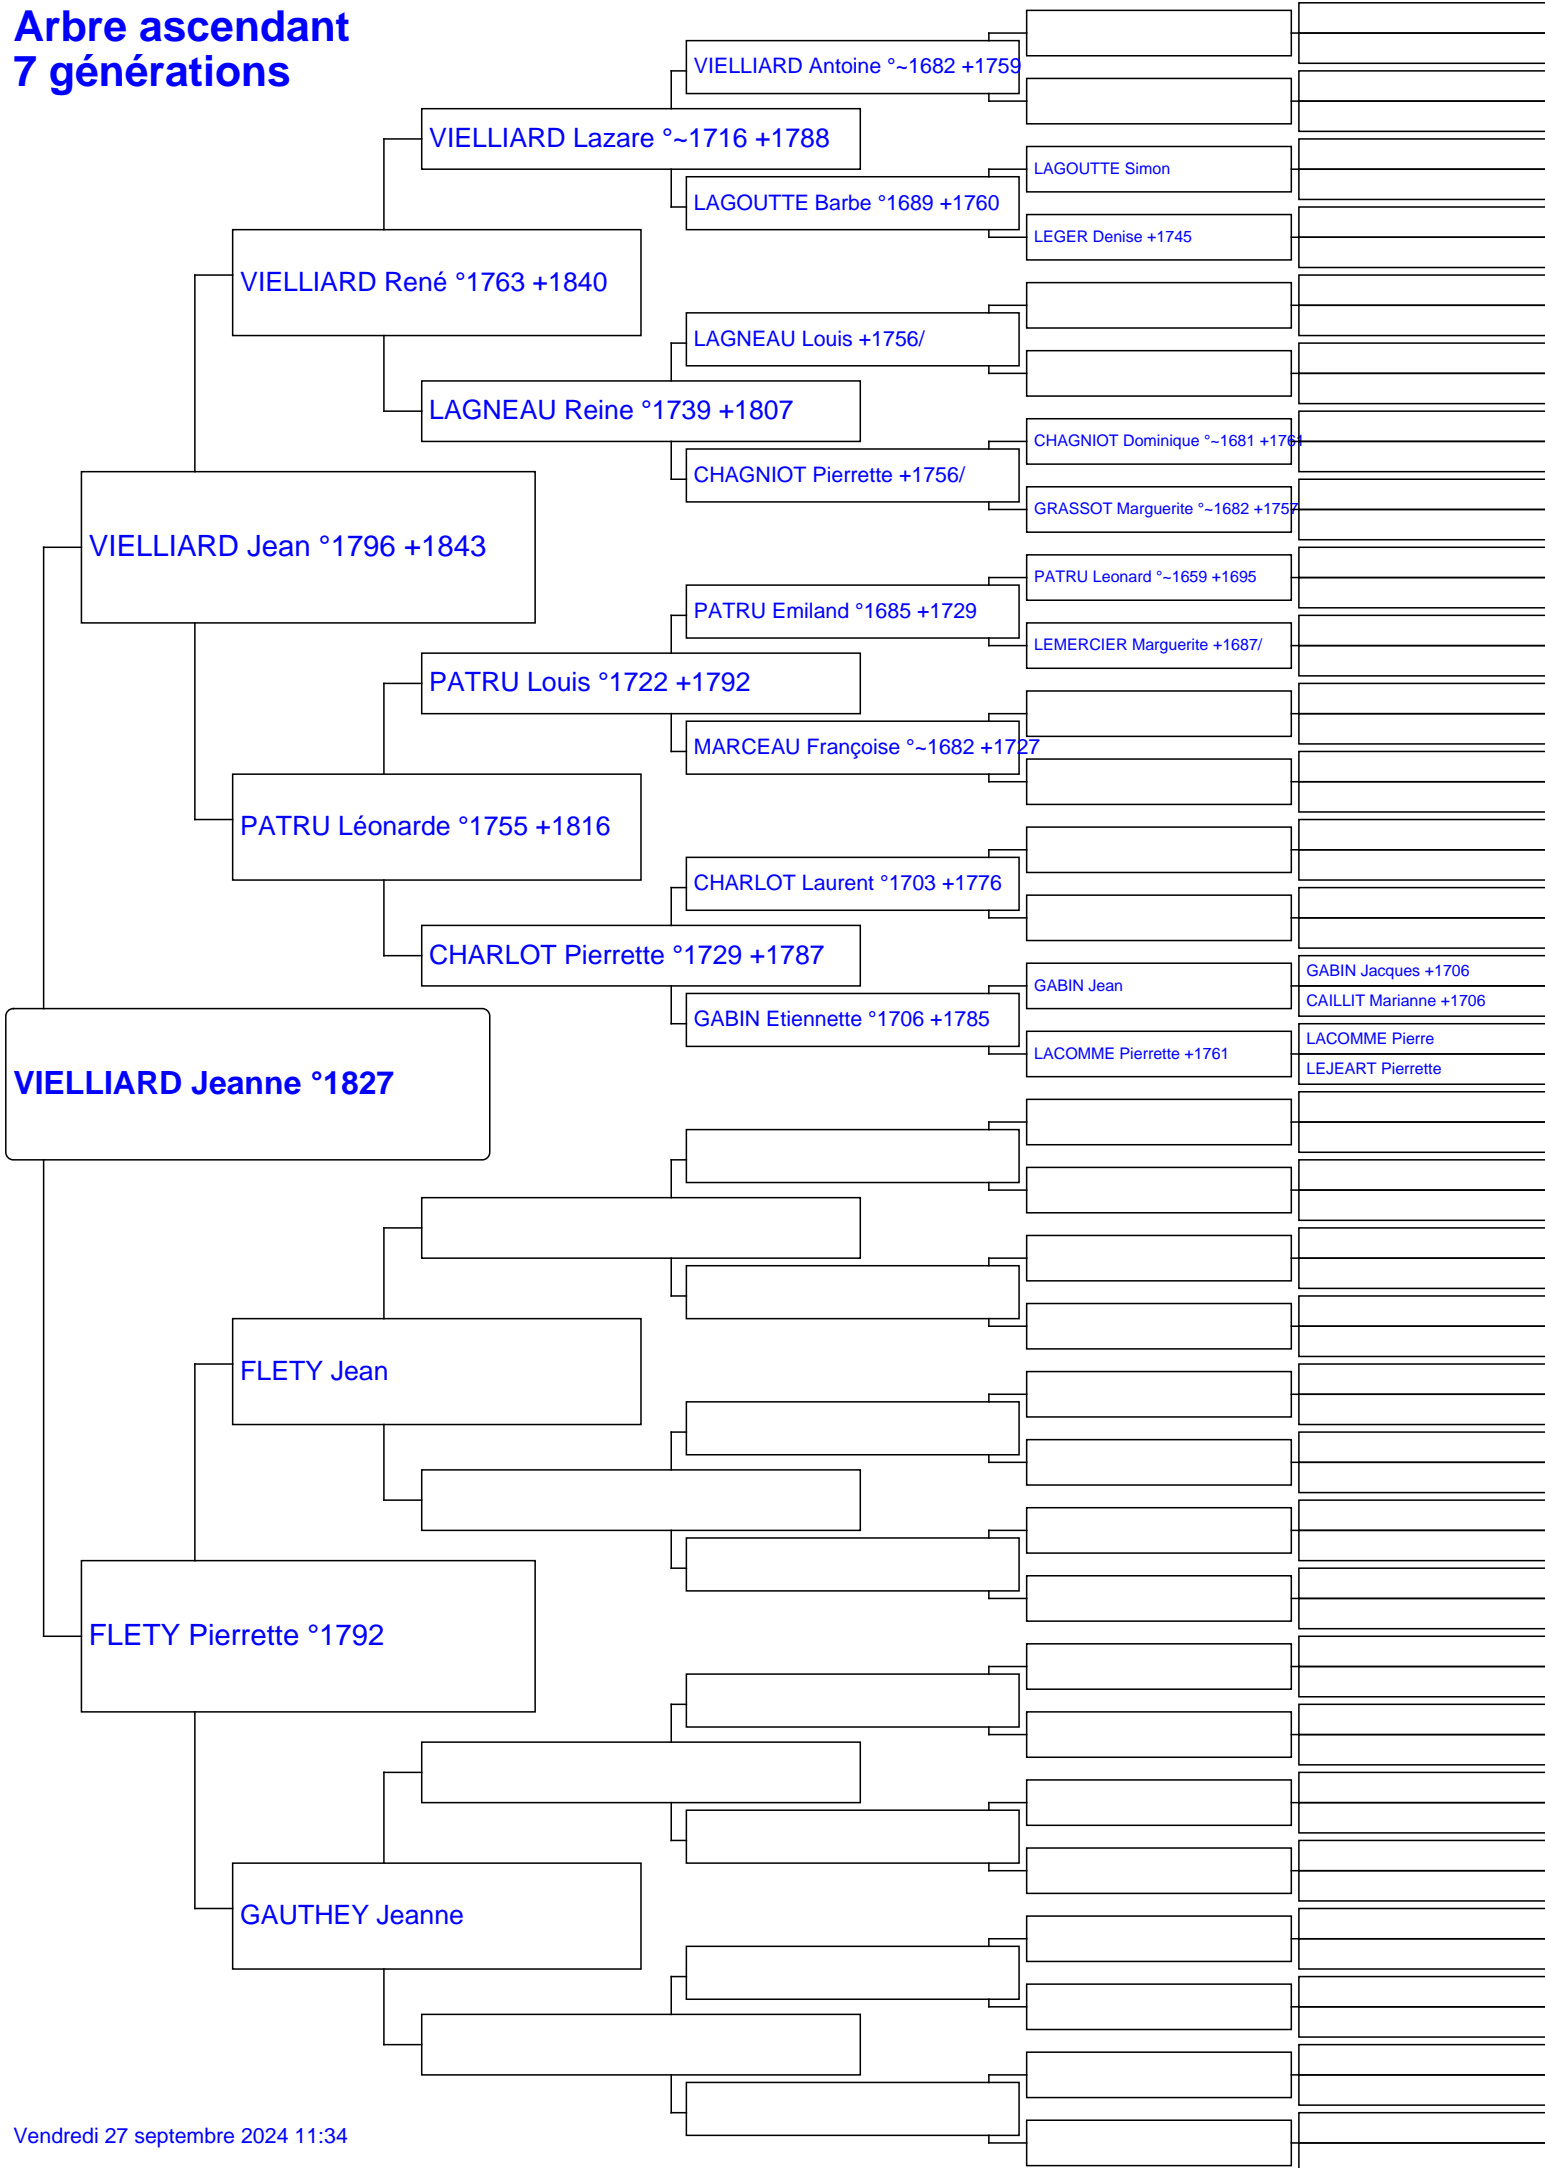 Arbre ascendant
7 générations
VIELLIARD Antoine °~1682 +1759
VIELLIARD Lazare °~1716 +1788
LAGOUTTE Simon
LAGOUTTE Barbe °1689 +1760
LEGER Denise +1745
VIELLIARD René °1763 +1840
LAGNEAU Louis +1756/
LAGNEAU Reine °1739 +1807
CHAGNIOT Dominique °~1681 +1761
CHAGNIOT Pierrette +1756/
GRASSOT Marguerite °~1682 +1757
VIELLIARD Jean °1796 +1843
PATRU Leonard °~1659 +1695
PATRU Emiland °1685 +1729
LEMERCIER Marguerite +1687/
PATRU Louis °1722 +1792
MARCEAU Françoise °~1682 +1727
PATRU Léonarde °1755 +1816
CHARLOT Laurent °1703 +1776
CHARLOT Pierrette °1729 +1787
GABIN Jacques +1706
GABIN Jean
CAILLIT Marianne +1706
GABIN Etiennette °1706 +1785
LACOMME Pierre
LACOMME Pierrette +1761
LEJEART Pierrette
VIELLIARD Jeanne °1827
FLETY Jean
FLETY Pierrette °1792
GAUTHEY Jeanne
Vendredi 27 septembre 2024 11:34